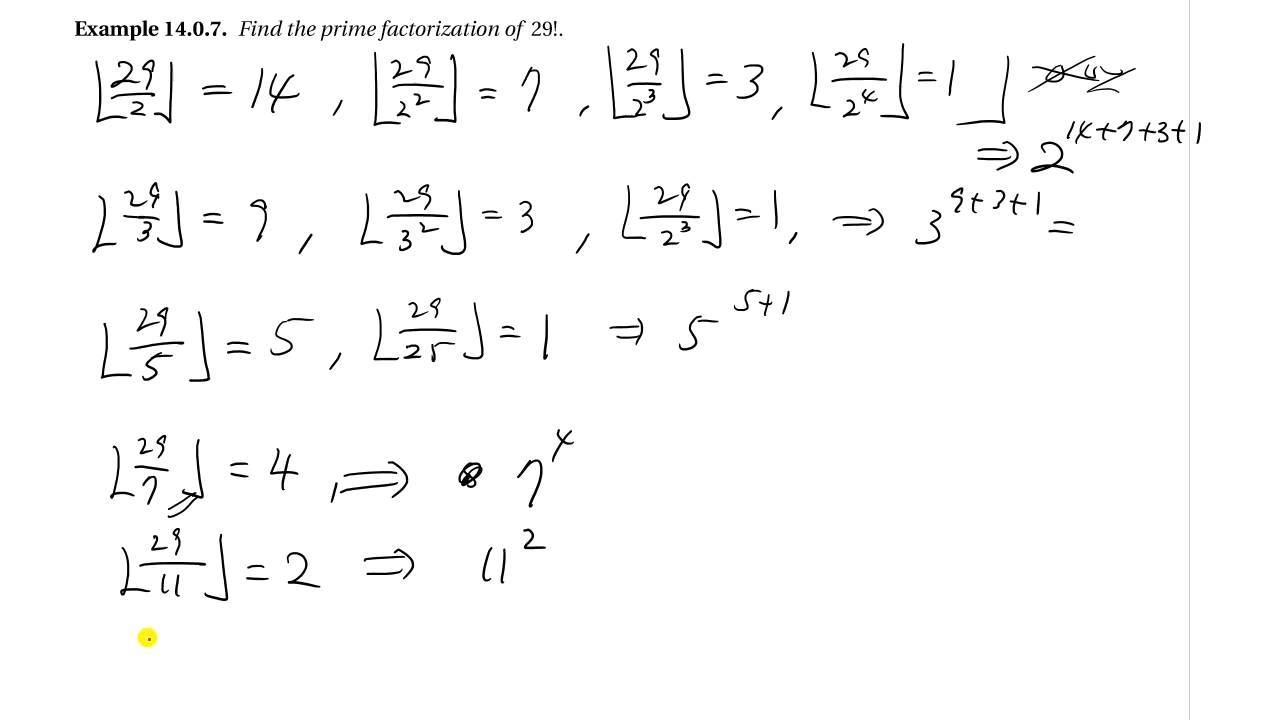 Example 14.0.7. Find the prime factorization of 29!.
⌊29/2⌋ = 14 , ⌊29/2²⌋ = 7 , ⌊29/2³⌋ = 3 , ⌊29/2⁴⌋ = 1 ⌋
⇒ 2^{14+7+3+1}
⌊29/3⌋ = 9 , ⌊29/3²⌋ = 3 , ⌊29/2³⌋ = 1 , ⇒ 3^{9+3+1} =
⌊29/5⌋ = 5 , ⌊29/25⌋ = 1 ⇒ 5^{5+1}
⌊29/7⌋ = 4 , ⇒ 7⁴
⌊29/11⌋ = 2 ⇒ 11²